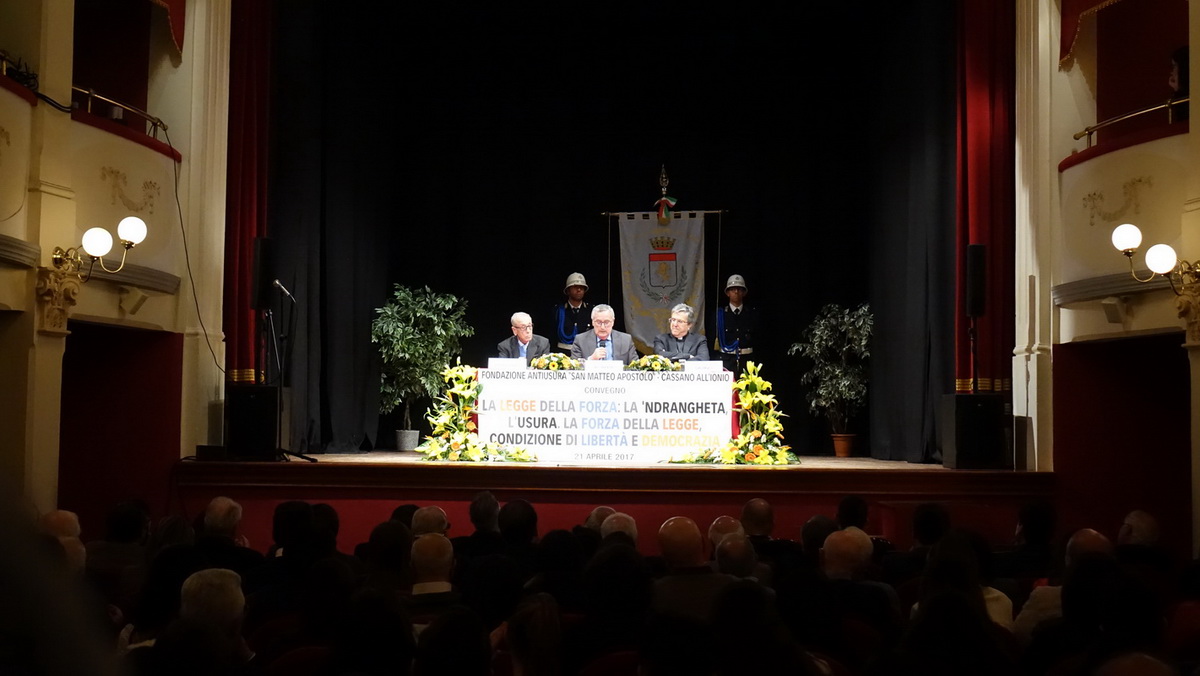 FONDAZIONE ANTIUSURA "SAN MATTEO APOSTOLO" - CASSANO ALL'IONIO
CONVEGNO
LA LEGGE DELLA FORZA: LA 'NDRANGHETA,
L'USURA. LA FORZA DELLA LEGGE,
CONDIZIONE DI LIBERTÀ E DEMOCRAZIA
21 APRILE 2017